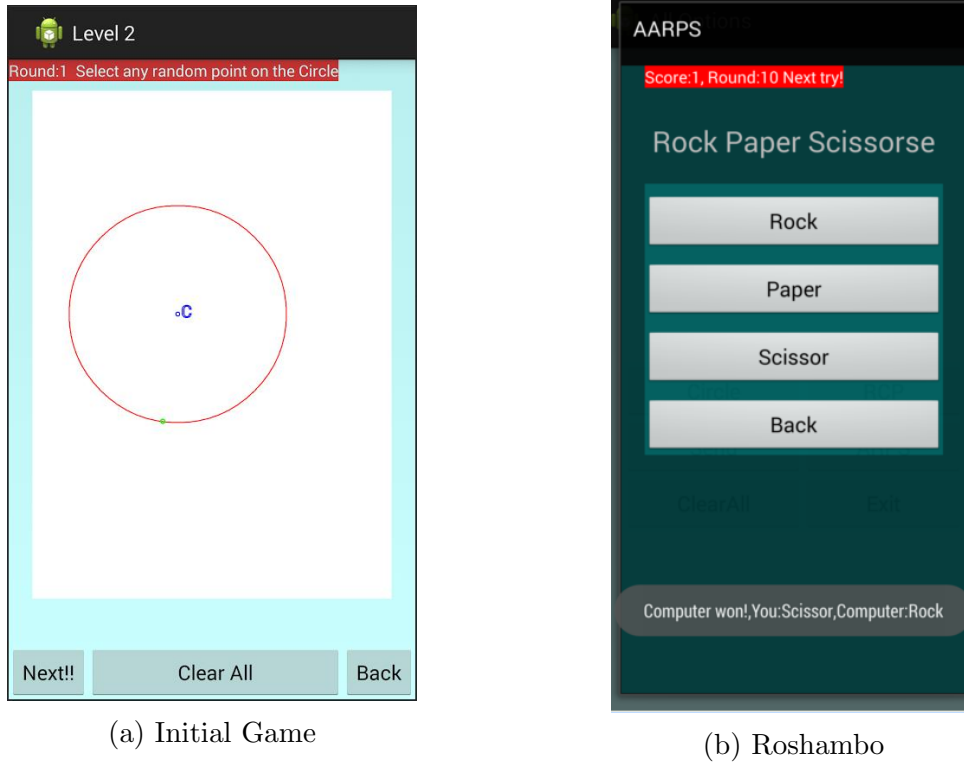 Level 2
Round:1 Select any random point on the Circle
C
Next!!
Clear All
Back
(a) Initial Game
AARPS
Score:1, Round:10 Next try!
Rock Paper Scissorse
Rock
Paper
Scissor
Back
ClearAll
Exit
Computer won!,You:Scissor,Computer:Rock
(b) Roshambo